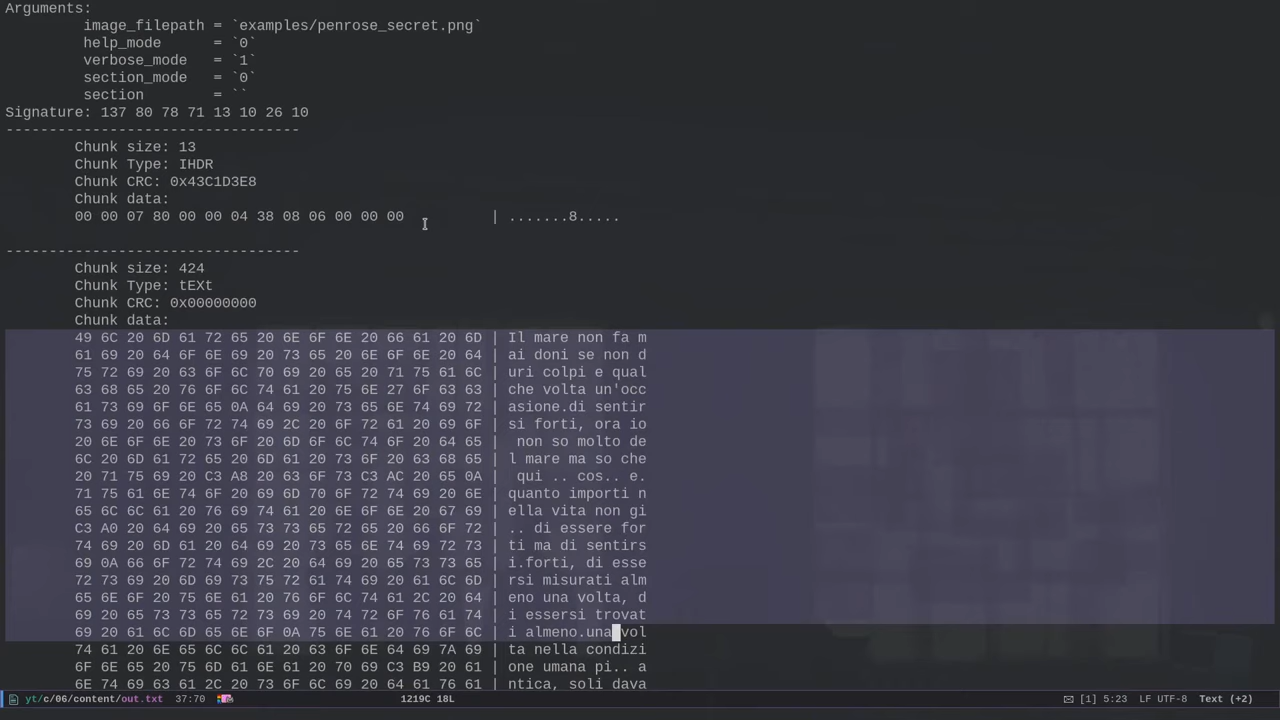 Arguments:
image_filepath = `examples/penrose_secret.png`
help_mode = `0`
verbose_mode = `1`
section_mode = `0`
section = ``
Signature: 137 80 78 71 13 10 26 10
----------------------------------
Chunk size: 13
Chunk Type: IHDR
Chunk CRC: 0x43C1D3E8
Chunk data:
00 00 07 80 00 00 04 38 08 06 00 00 00 | .......8.....
----------------------------------
Chunk size: 424
Chunk Type: tEXt
Chunk CRC: 0x00000000
Chunk data:
49 6C 20 6D 61 72 65 20 6E 6F 6E 20 66 61 20 6D | Il mare non fa m
61 69 20 64 6F 6E 69 20 73 65 20 6E 6F 6E 20 64 | ai doni se non d
75 72 69 20 63 6F 6C 70 69 20 65 20 71 75 61 6C | uri colpi e qual
63 68 65 20 76 6F 6C 74 61 20 75 6E 27 6F 63 63 | che volta un'occ
61 73 69 6F 6E 65 0A 64 69 20 73 65 6E 74 69 72 | asione.di sentir
73 69 20 66 6F 72 74 69 2C 20 6F 72 61 20 69 6F | si forti, ora io
20 6E 6F 6E 20 73 6F 20 6D 6F 6C 74 6F 20 64 65 |  non so molto de
6C 20 6D 61 72 65 20 6D 61 20 73 6F 20 63 68 65 | l mare ma so che
20 71 75 69 20 C3 A8 20 63 6F 73 C3 AC 20 65 0A |  qui .. cos.. e.
71 75 61 6E 74 6F 20 69 6D 70 6F 72 74 69 20 6E | quanto importi n
65 6C 6C 61 20 76 69 74 61 20 6E 6F 6E 20 67 69 | ella vita non gi
C3 A0 20 64 69 20 65 73 73 65 72 65 20 66 6F 72 | .. di essere for
74 69 20 6D 61 20 64 69 20 73 65 6E 74 69 72 73 | ti ma di sentirs
69 0A 66 6F 72 74 69 2C 20 64 69 20 65 73 73 65 | i.forti, di esse
72 73 69 20 6D 69 73 75 72 61 74 69 20 61 6C 6D | rsi misurati alm
65 6E 6F 20 75 6E 61 20 76 6F 6C 74 61 2C 20 64 | eno una volta, d
69 20 65 73 73 65 72 73 69 20 74 72 6F 76 61 74 | i essersi trovat
69 20 61 6C 6D 65 6E 6F 0A 75 6E 61 20 76 6F 6C | i almeno.una vol
74 61 20 6E 65 6C 6C 61 20 63 6F 6E 64 69 7A 69 | ta nella condizi
6F 6E 65 20 75 6D 61 6E 61 20 70 69 C3 B9 20 61 | one umana pi.. a
6E 74 69 63 61 2C 20 73 6F 6C 69 20 64 61 76 61 | ntica, soli dava
yt/c/06/content/out.txt 37:70 1219C 18L [1] 5:23 LF UTF-8 Text (+2)